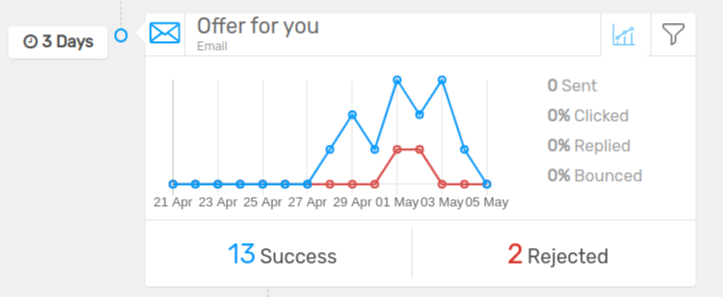 Offer for you
3 Days
Email
0 Sent
0% Clicked
0% Replied
0% Bounced
21 Apr 23 Apr 25 Apr 27 Apr 29 Apr 01 May 03 May 05 May
13 Success
2 Rejected